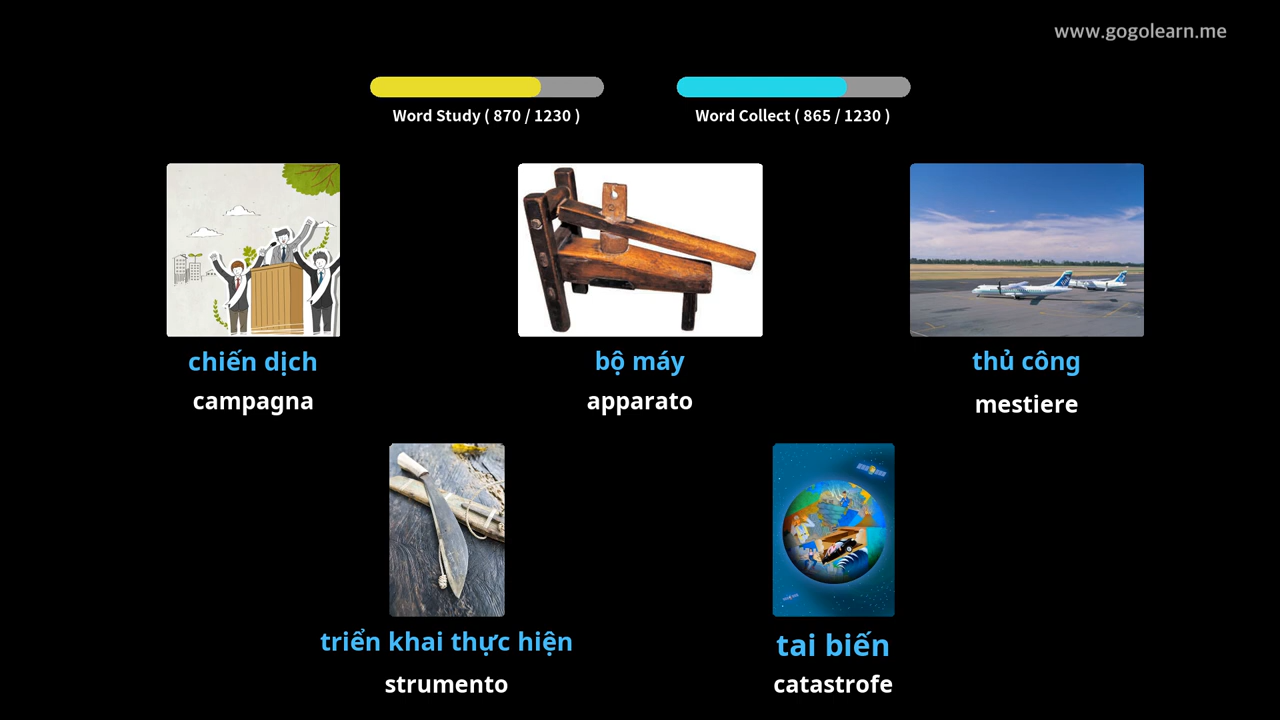 www.gogolearn.me
Word Study ( 870 / 1230 )
Word Collect ( 865 / 1230 )
chiến dịch
campagna
bộ máy
apparato
thủ công
mestiere
triển khai thực hiện
strumento
tai biến
catastrofe